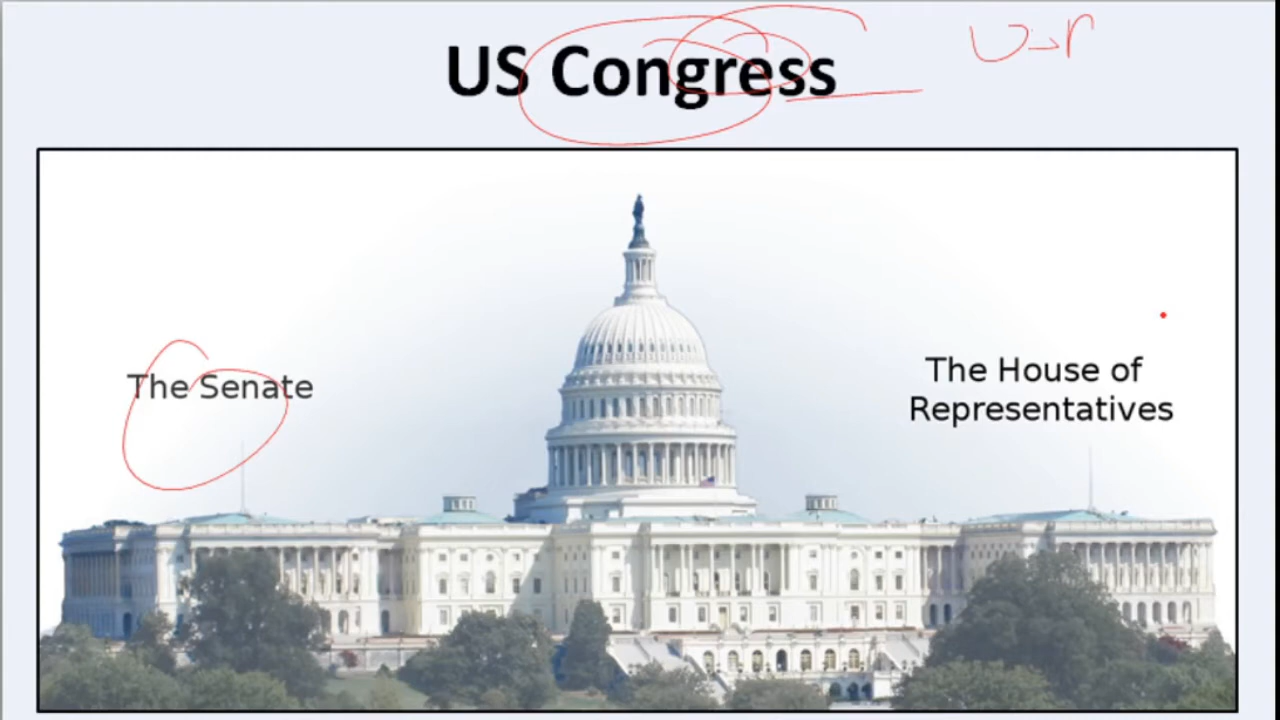 US Congress
The Senate
The House of
Representatives